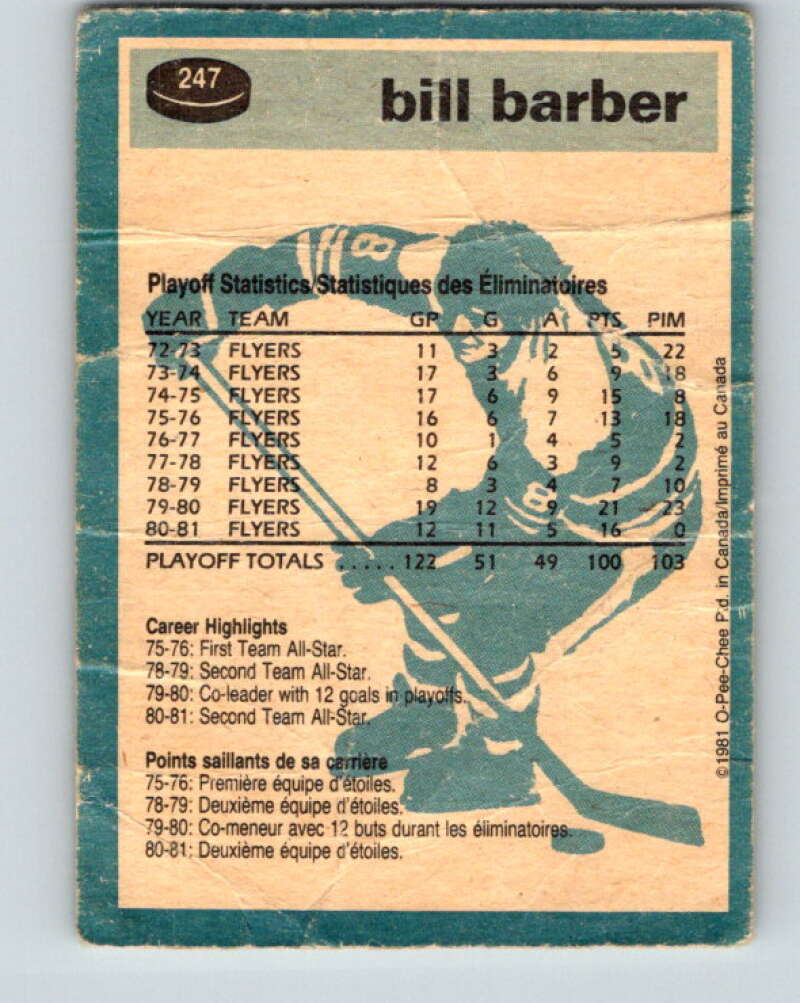 247
bill barber
Playoff Statistics/Statistiques des Éliminatoires
YEAR TEAM GP G A PTS PIM
72-73 FLYERS 11 3 2 5 22
73-74 FLYERS 17 3 6 9 18
74-75 FLYERS 17 6 9 15 8
75-76 FLYERS 16 6 7 13 18
76-77 FLYERS 10 1 4 5 2
77-78 FLYERS 12 6 3 9 2
78-79 FLYERS 8 3 4 7 10
79-80 FLYERS 19 12 9 21 23
80-81 FLYERS 12 11 5 16 0
PLAYOFF TOTALS ..... 122 51 49 100 103
Career Highlights
75-76: First Team All-Star.
78-79: Second Team All-Star.
79-80: Co-leader with 12 goals in playoffs.
80-81: Second Team All-Star.
Points saillants de sa carrière
75-76: Première équipe d'étoiles.
78-79: Deuxième équipe d'étoiles.
79-80: Co-meneur avec 12 buts durant les éliminatoires.
80-81: Deuxième équipe d'étoiles.
©1981 O-Pee-Chee P.d. in Canada/Imprimé au Canada
8
8